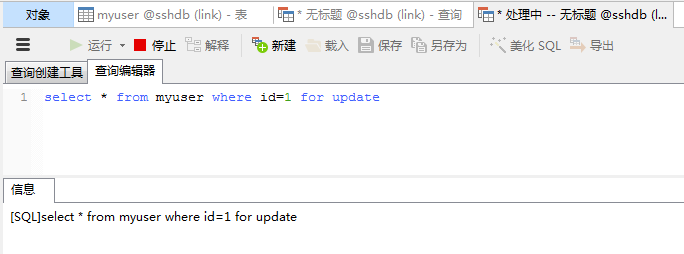 对象 myuser @sshdb (link) - 表 * 无标题 @sshdb (link) - 查询 * 处理中 -- 无标题 @sshdb (l...
运行 停止 解释 新建 载入 保存 另存为 美化 SQL 导出
查询创建工具 查询编辑器
1 select * from myuser where id=1 for update
信息
[SQL]select * from myuser where id=1 for update